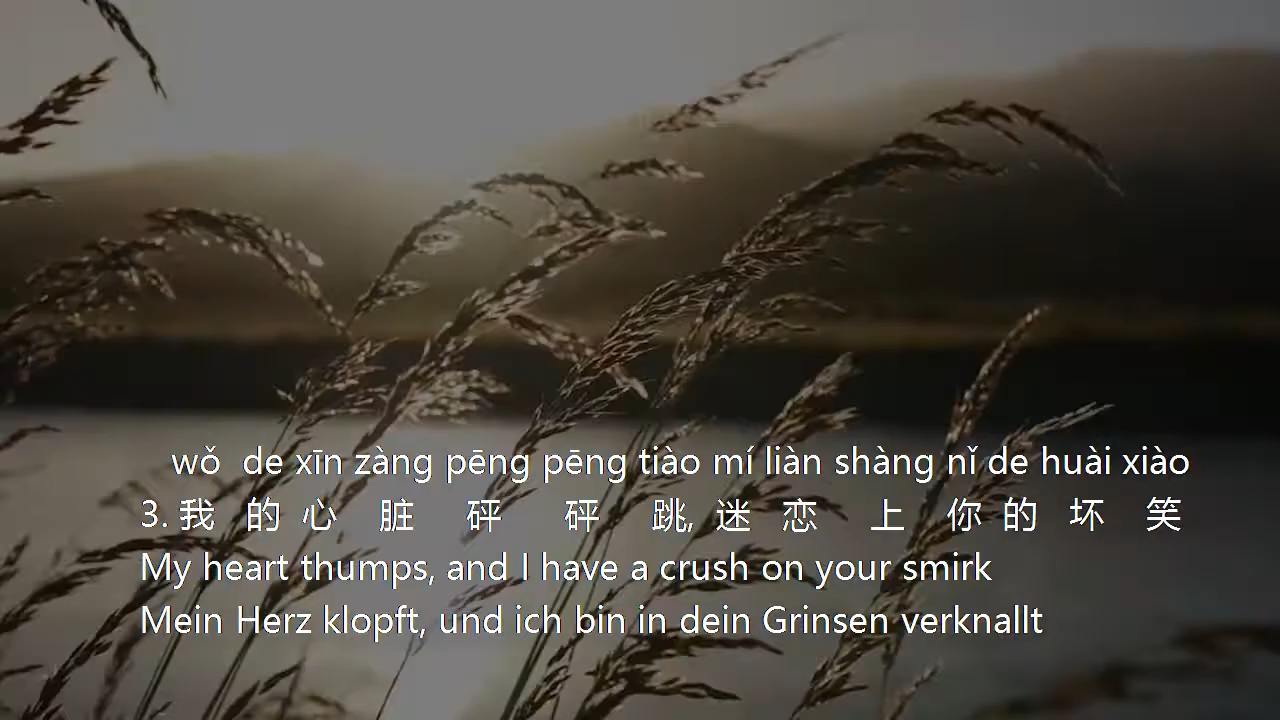 wǒ de xīn zàng pēng pēng tiào mí liàn shàng nǐ de huài xiào
3. 我 的 心 脏 砰 砰 跳, 迷 恋 上 你 的 坏 笑
My heart thumps, and I have a crush on your smirk
Mein Herz klopft, und ich bin in dein Grinsen verknallt